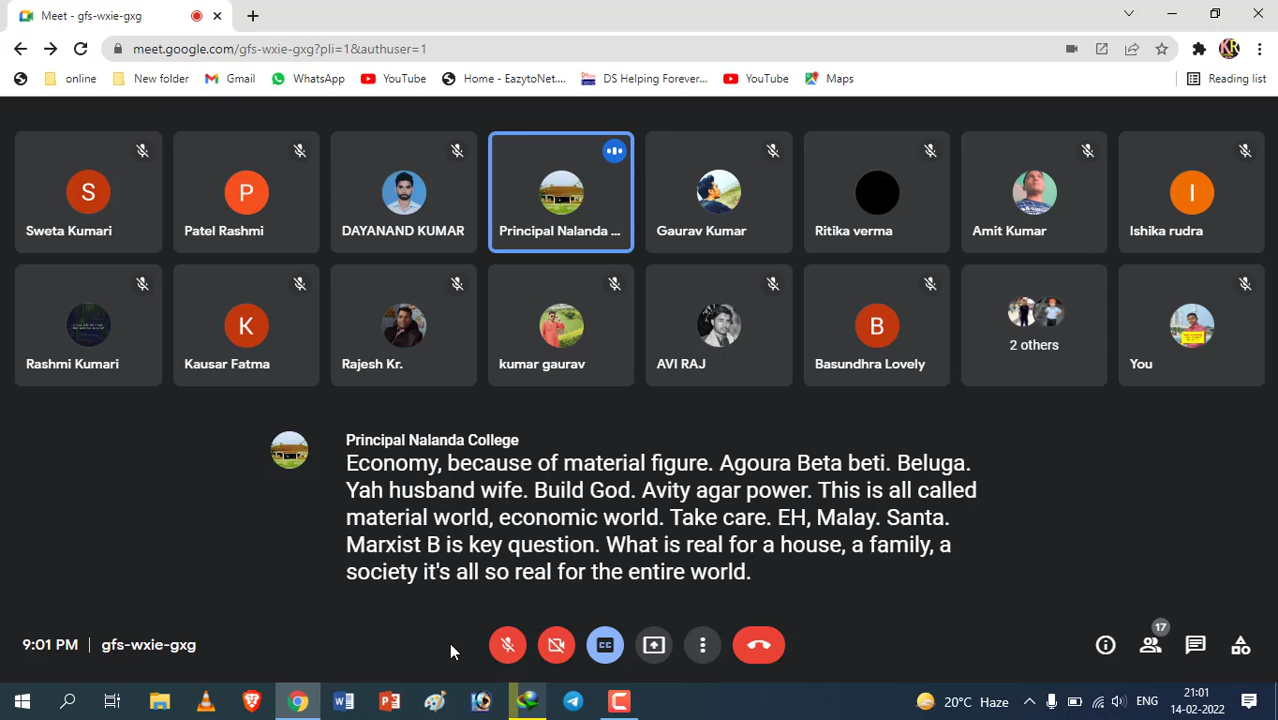 Meet - gfs-wxie-gxg
meet.google.com/gfs-wxie-gxg?pli=1&authuser=1
KR
online New folder Gmail WhatsApp YouTube Home - EazytoNet.... DS Helping Forever... YouTube Maps Reading list
S P I
Sweta Kumari Patel Rashmi DAYANAND KUMAR Principal Nalanda ... Gaurav Kumar Ritika verma Amit Kumar Ishika rudra
K B
2 others
Rashmi Kumari Kausar Fatma Rajesh Kr. kumar gaurav AVI RAJ Basundhra Lovely You
Principal Nalanda College
Economy, because of material figure. Agoura Beta beti. Beluga.
Yah husband wife. Build God. Avity agar power. This is all called
material world, economic world. Take care. EH, Malay. Santa.
Marxist B is key question. What is real for a house, a family, a
society it's all so real for the entire world.
17
9:01 PM | gfs-wxie-gxg CC
20°C Haze ENG 21:01
14-02-2022